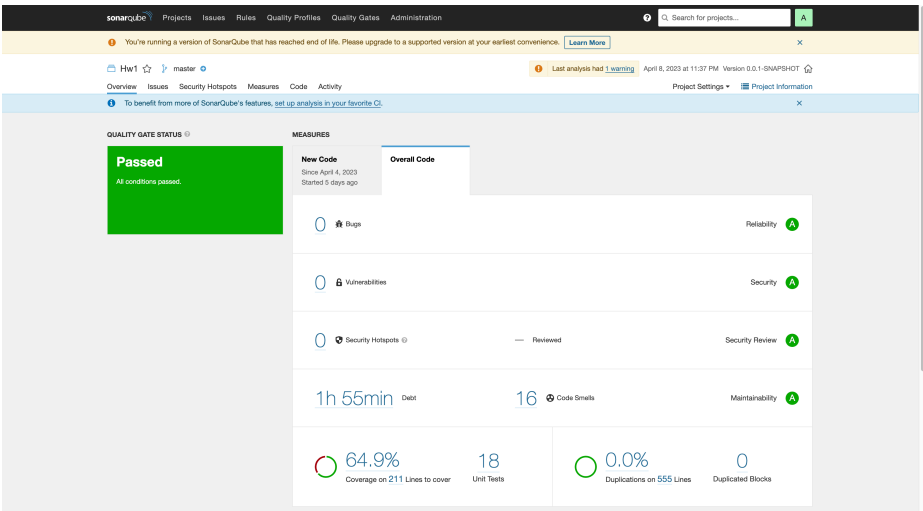 sonarqube Projects Issues Rules Quality Profiles Quality Gates Administration ? Search for projects... A
You're running a version of SonarQube that has reached end of life. Please upgrade to a supported version at your earliest convenience. Learn More
Hw1 master Last analysis had 1 warning April 8, 2023 at 11:37 PM Version 0.0.1-SNAPSHOT
Overview Issues Security Hotspots Measures Code Activity Project Settings Project Information
To benefit from more of SonarQube's features, set up analysis in your favorite CI.
QUALITY GATE STATUS
Passed
All conditions passed.
MEASURES
New Code
Since April 4, 2023
Started 5 days ago
Overall Code
0 Bugs Reliability A
0 Vulnerabilities Security A
0 Security Hotspots — Reviewed Security Review A
1h 55min Debt 16 Code Smells Maintainability A
64.9%
Coverage on 211 Lines to cover
18
Unit Tests
0.0%
Duplications on 555 Lines
0
Duplicated Blocks